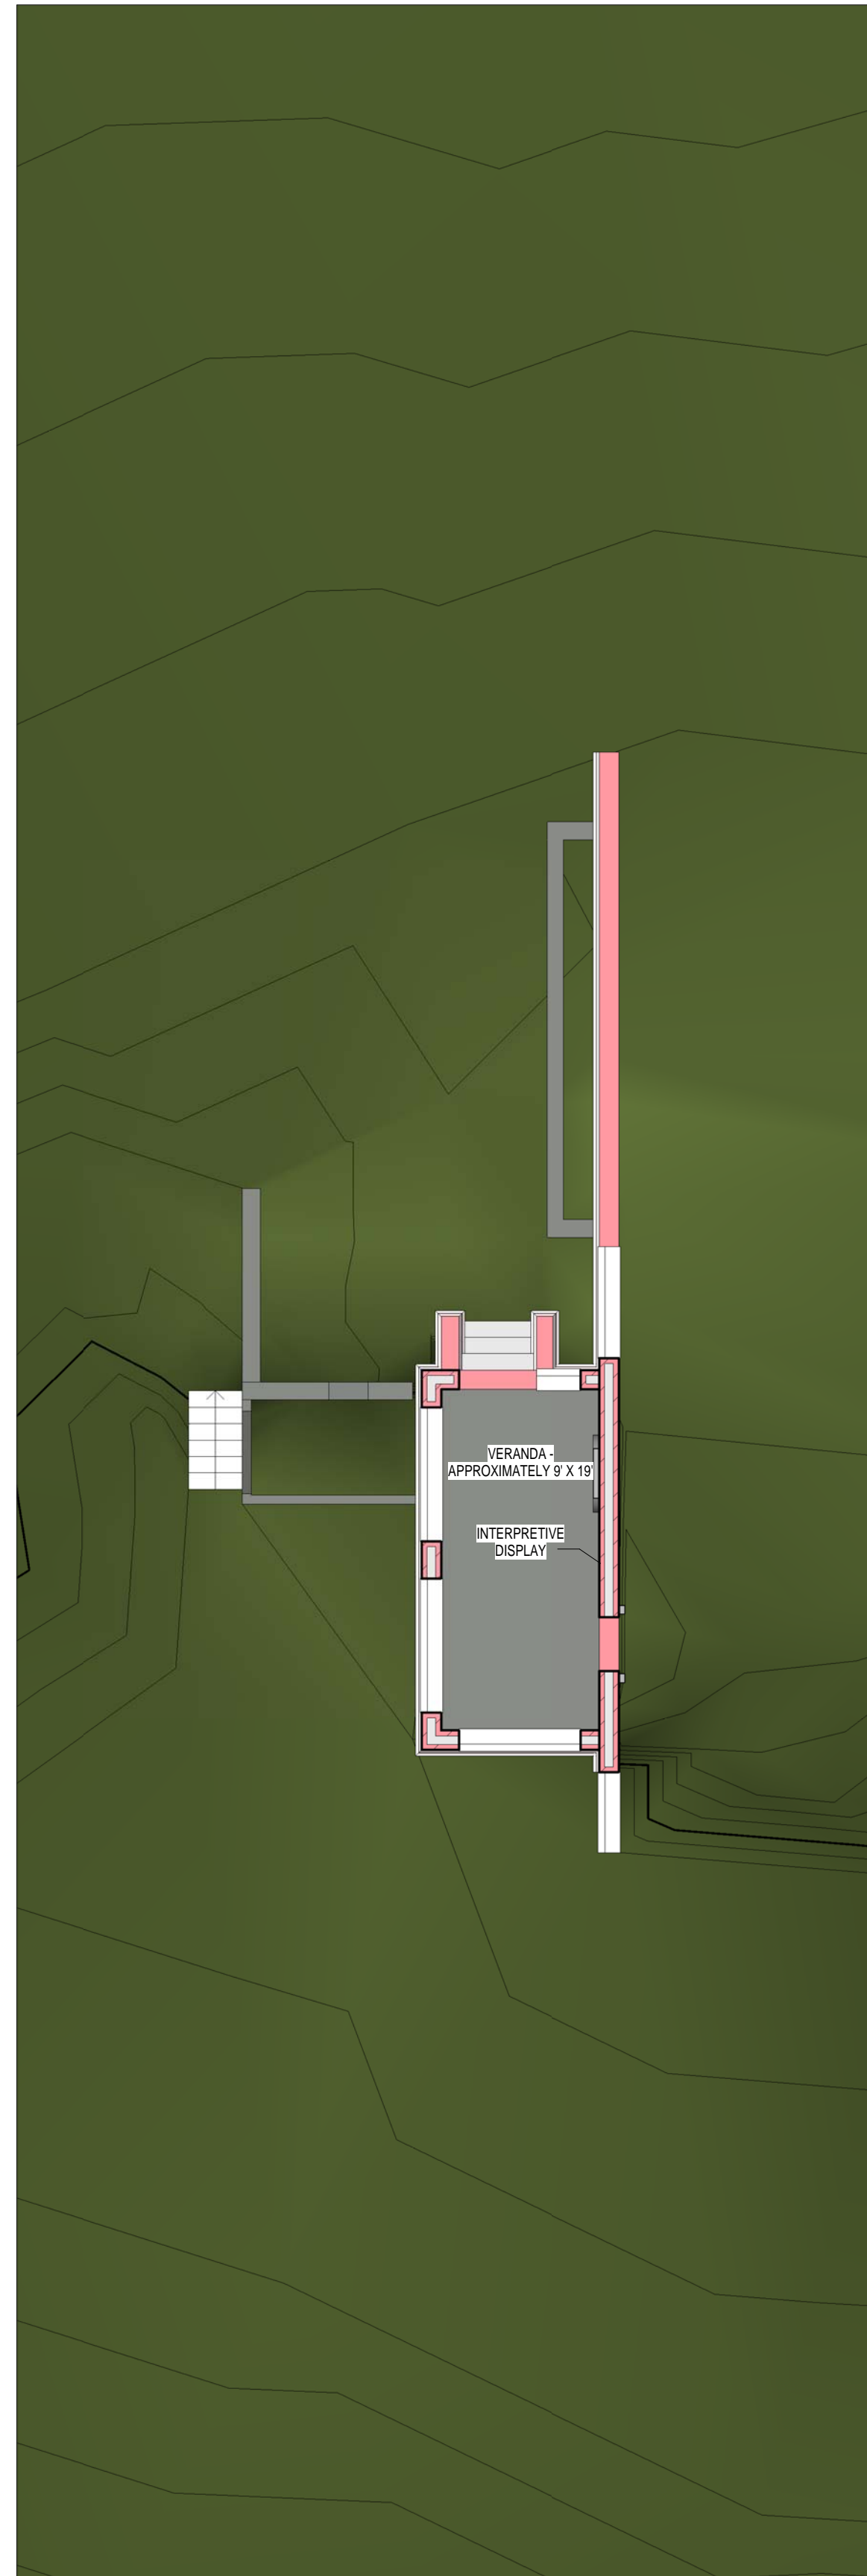 VERANDA -
APPROXIMATELY 9' X 19'
INTERPRETIVE
DISPLAY